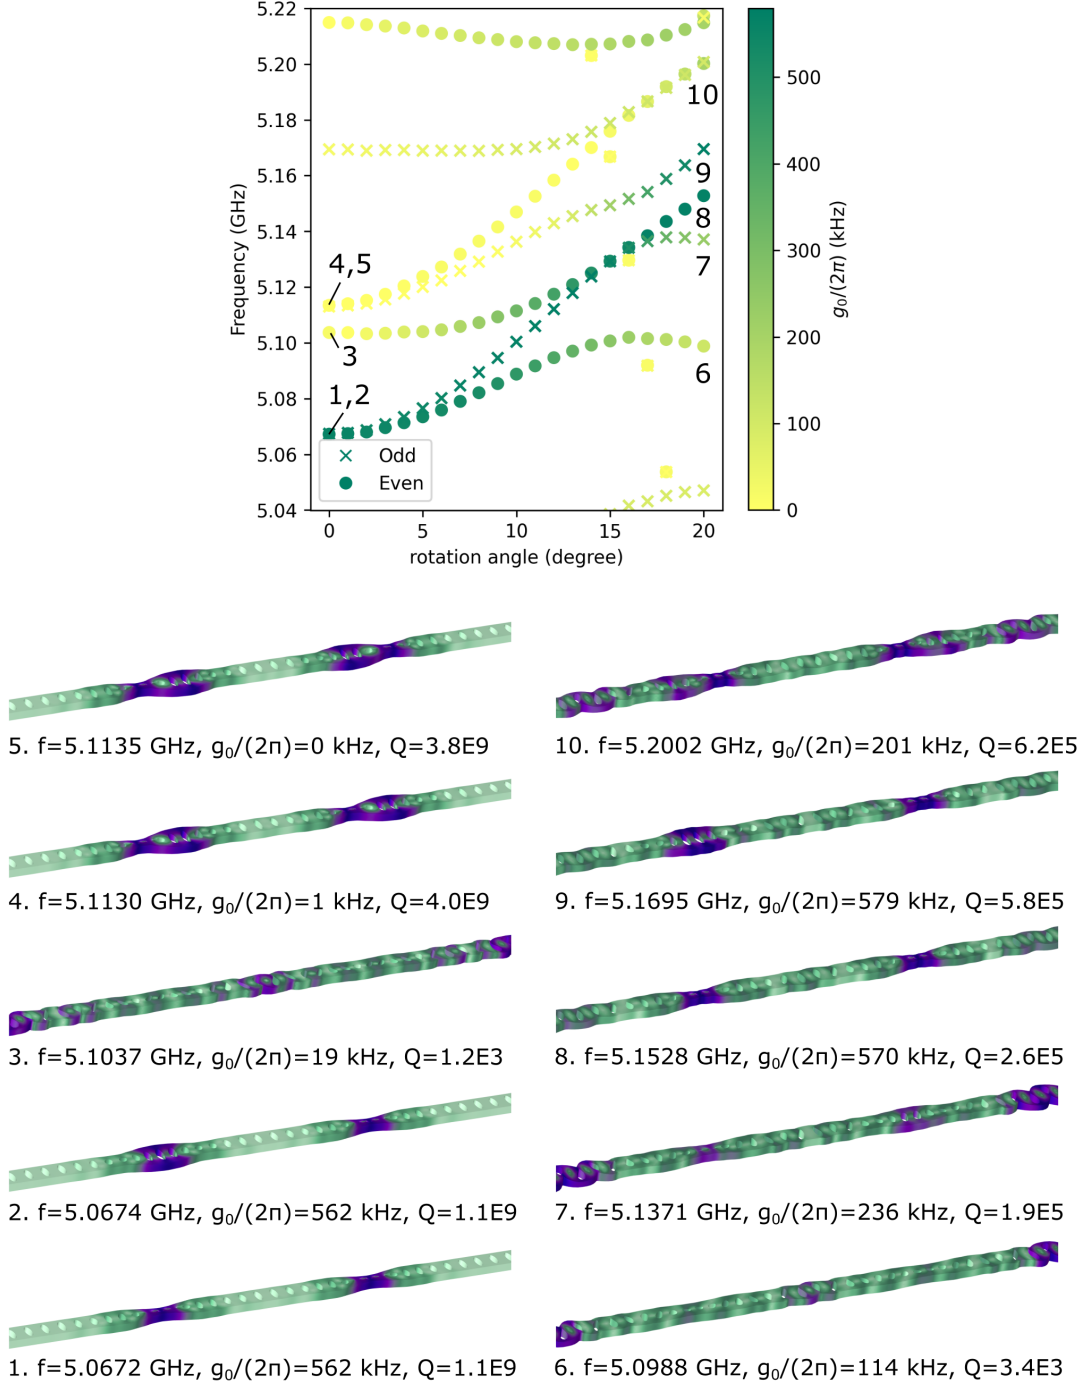 5.22
5.20
5.18
5.16
5.14
5.12
5.10
5.08
5.06
5.04
Frequency (GHz)
4,5
3
1,2
10
9
8
7
6
Odd
Even
0
5
10
15
20
rotation angle (degree)
500
400
300
200
100
0
g₀/(2π) (kHz)
5. f=5.1135 GHz, g₀/(2π)=0 kHz, Q=3.8E9
4. f=5.1130 GHz, g₀/(2π)=1 kHz, Q=4.0E9
3. f=5.1037 GHz, g₀/(2π)=19 kHz, Q=1.2E3
2. f=5.0674 GHz, g₀/(2π)=562 kHz, Q=1.1E9
1. f=5.0672 GHz, g₀/(2π)=562 kHz, Q=1.1E9
10. f=5.2002 GHz, g₀/(2π)=201 kHz, Q=6.2E5
9. f=5.1695 GHz, g₀/(2π)=579 kHz, Q=5.8E5
8. f=5.1528 GHz, g₀/(2π)=570 kHz, Q=2.6E5
7. f=5.1371 GHz, g₀/(2π)=236 kHz, Q=1.9E5
6. f=5.0988 GHz, g₀/(2π)=114 kHz, Q=3.4E3